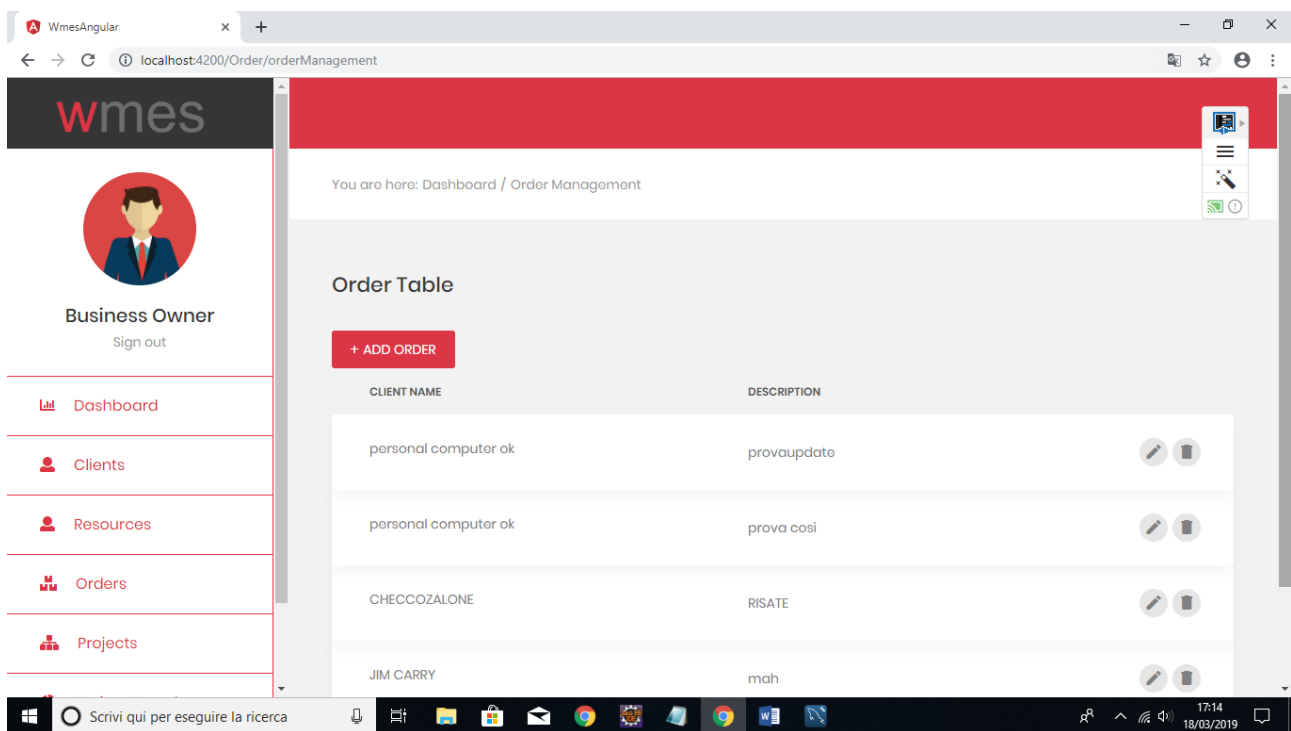 WmesAngular
localhost:4200/Order/orderManagement
wmes
You are here: Dashboard / Order Management
Business Owner
Sign out
Dashboard
Clients
Resources
Orders
Projects
Order Table
+ ADD ORDER
CLIENT NAME DESCRIPTION
personal computer ok provaupdate
personal computer ok prova cosi
CHECCOZALONE RISATE
JIM CARRY mah
Scrivi qui per eseguire la ricerca
17:14
18/03/2019